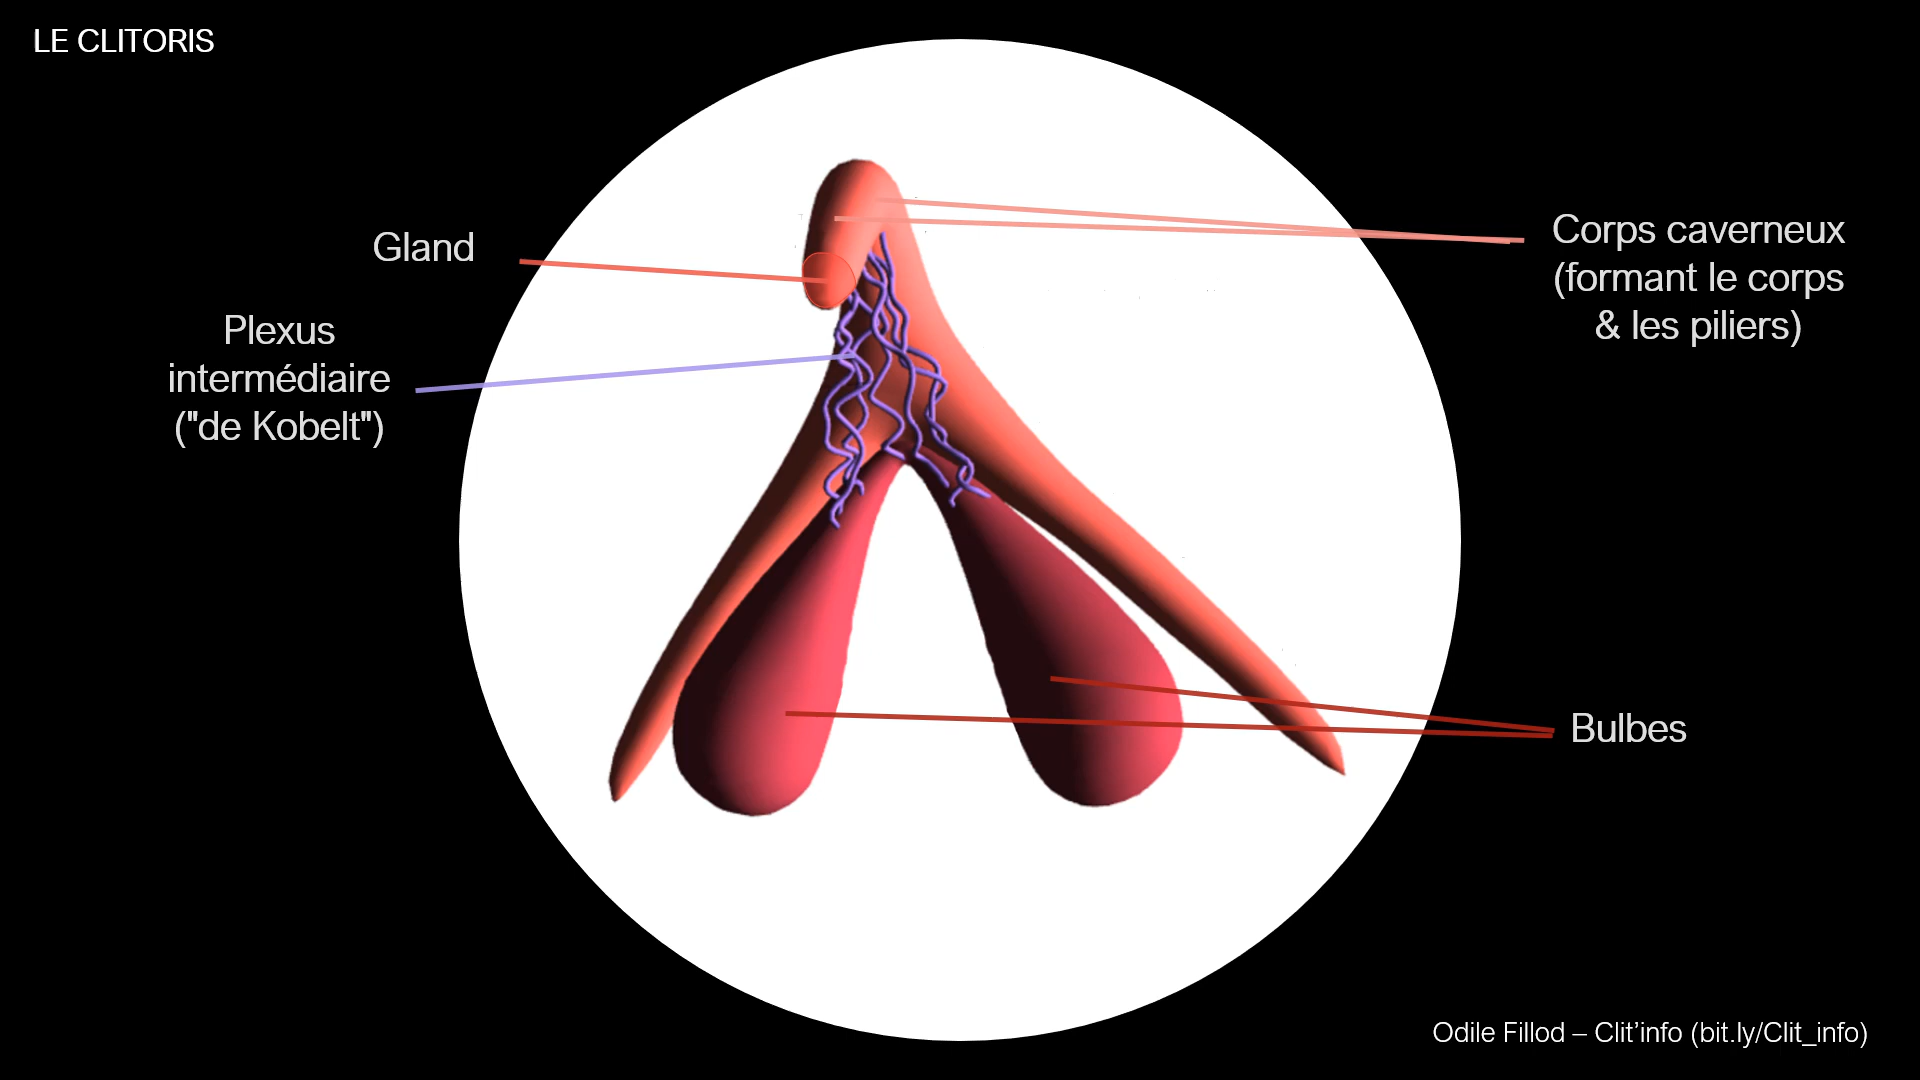 LE CLITORIS
Gland
Plexus
intermédiaire
("de Kobelt")
Corps caverneux
(formant le corps
& les piliers)
Bulbes
Odile Fillod – Clit’info (bit.ly/Clit_info)